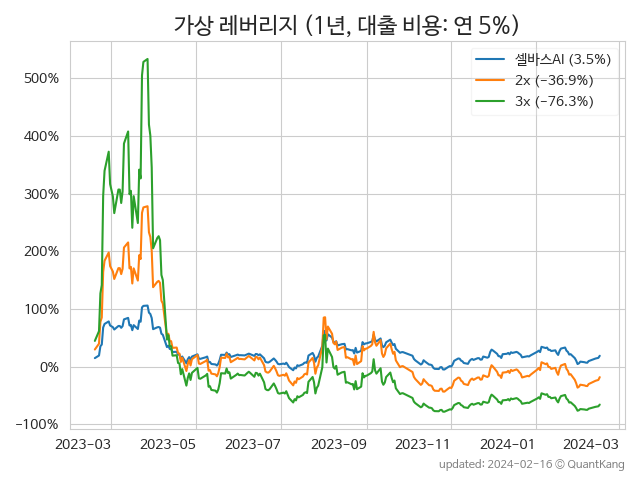 가상 레버리지 (1년, 대출 비용: 연 5%)
셀바스AI (3.5%)
2x (−36.9%)
3x (−76.3%)
500%
400%
300%
200%
100%
0%
−100%
2023-03 2023-05 2023-07 2023-09 2023-11 2024-01 2024-03
updated: 2024-02-16 © QuantKang